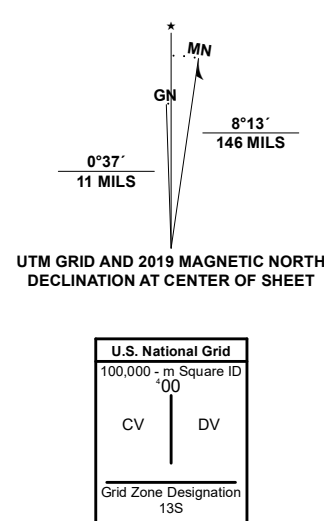 ★
MN
GN
8°13´
146 MILS
0°37´
11 MILS
UTM GRID AND 2019 MAGNETIC NORTH
DECLINATION AT CENTER OF SHEET
U.S. National Grid
100,000 - m Square ID
⁴00
CV DV
Grid Zone Designation
13S